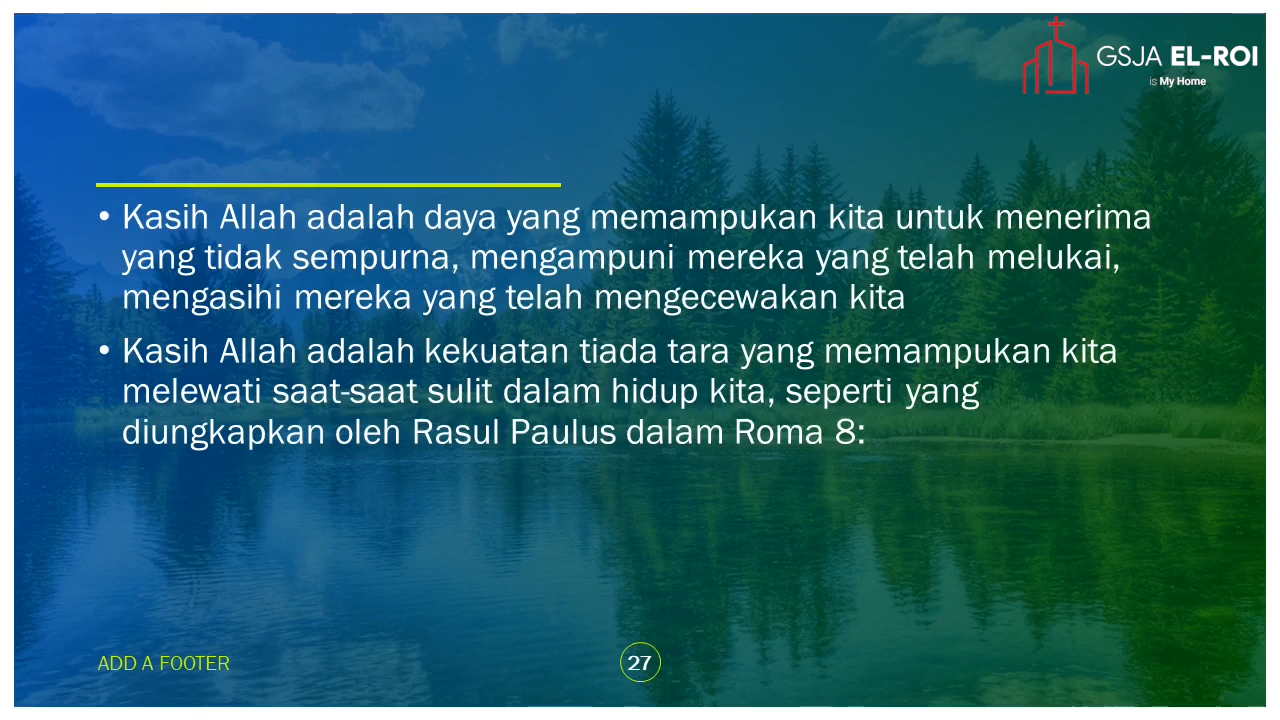 GSJA EL-ROI
is My Home
• Kasih Allah adalah daya yang memampukan kita untuk menerima
yang tidak sempurna, mengampuni mereka yang telah melukai,
mengasihi mereka yang telah mengecewakan kita
• Kasih Allah adalah kekuatan tiada tara yang memampukan kita
melewati saat-saat sulit dalam hidup kita, seperti yang
diungkapkan oleh Rasul Paulus dalam Roma 8:
ADD A FOOTER
27